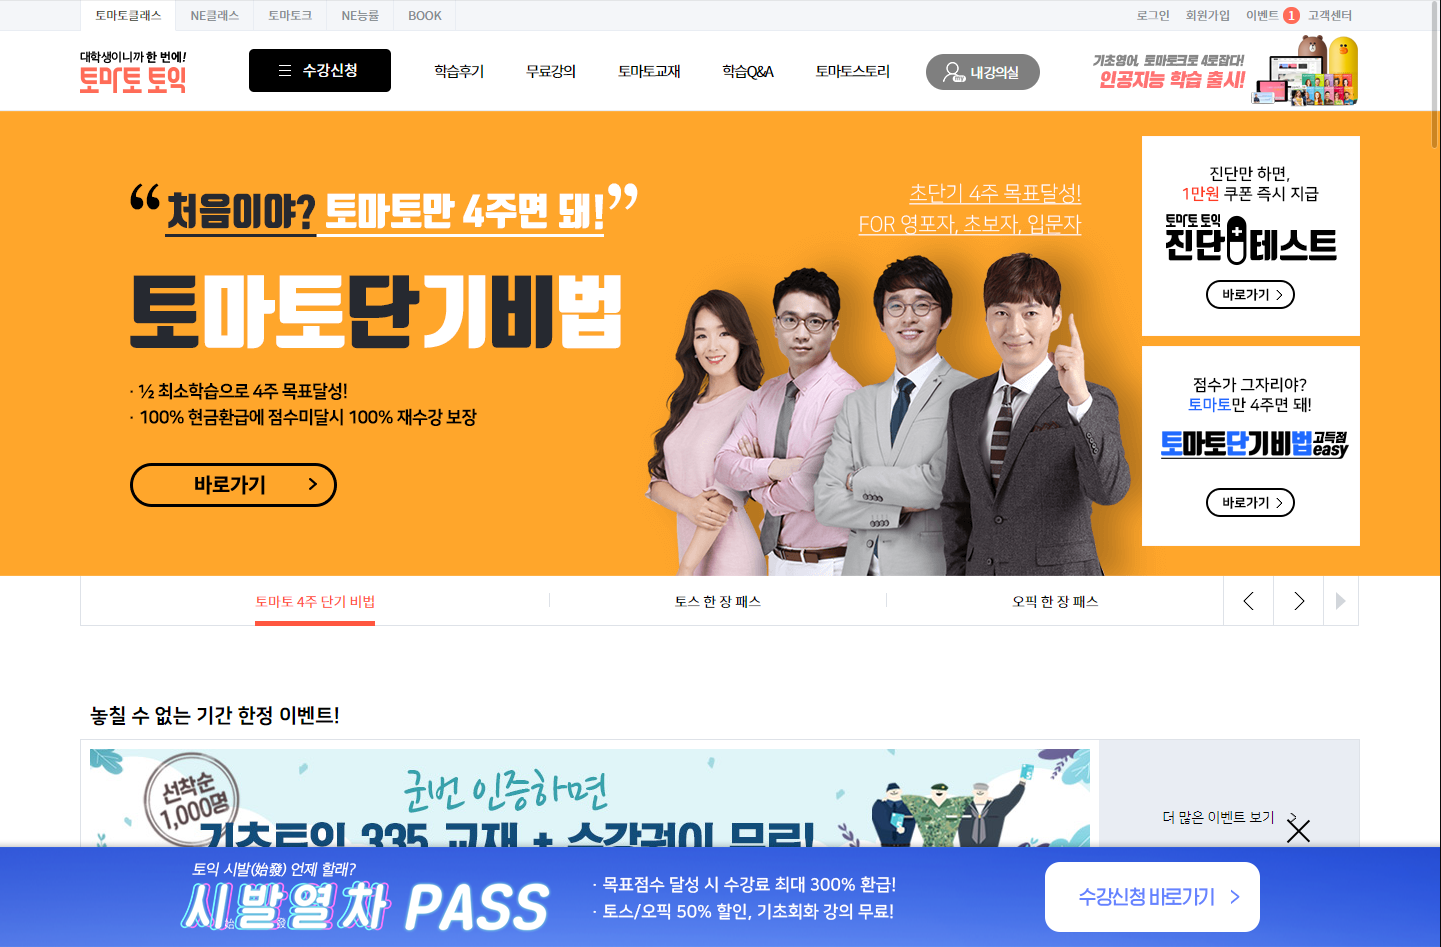 토마토클래스 NE클래스 토마토크 NE능률 BOOK 로그인 회원가입 이벤트 1 고객센터
대학생이니까 한 번에!
토마토 토익
수강신청 학습후기 무료강의 토마토교재 학습Q&A 토마토스토리 my 내 강의실
기초영어, 토마토크로 4로잡다!
인공지능 학습 출시!
“처음이야? 토마토만 4주면 돼!”
토마토단기비법
· ½ 최소학습으로 4주 목표달성!
· 100% 현금환급에 점수미달시 100% 재수강 보장
바로가기
초단기 4주 목표달성!
FOR 영포자, 초보자, 입문자
진단만 하면,
1만원 쿠폰 즉시 지급
토마토 토익
진단테스트
바로가기
점수가 그자리야?
토마토만 4주면 돼!
토마토단기비법 고득점 easy
바로가기
토마토 4주 단기 비법 토스 한 장 패스 오픽 한 장 패스
놓칠 수 없는 기간 한정 이벤트!
선착순
1,000명
군번 인증하면
기초토익 335 교재 + 수강권이 무료!
더 많은 이벤트 보기
토익 시발(始發) 언제 할래?
시발열차 PASS
始 發
· 목표점수 달성 시 수강료 최대 300% 환급!
· 토스/오픽 50% 할인, 기초회화 강의 무료!
수강신청 바로가기